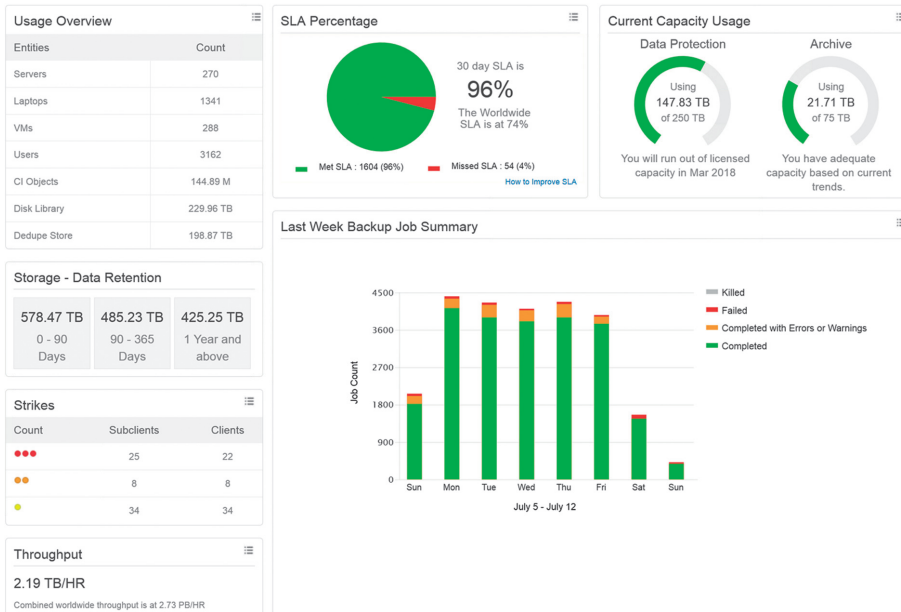 Usage Overview
Entities Count
Servers 270
Laptops 1341
VMs 288
Users 3162
CI Objects 144.89 M
Disk Library 229.96 TB
Dedupe Store 198.87 TB
Storage - Data Retention
578.47 TB 485.23 TB 425.25 TB
0 - 90 90 - 365 1 Year and
Days Days above
Strikes
Count Subclients Clients
25 22
8 8
34 34
Throughput
2.19 TB/HR
Combined worldwide throughput is at 2.73 PB/HR
SLA Percentage
30 day SLA is
96%
The Worldwide
SLA is at 74%
Met SLA : 1604 (96%) Missed SLA : 54 (4%)
How to Improve SLA
Current Capacity Usage
Data Protection Archive
Using Using
147.83 TB 21.71 TB
of 250 TB of 75 TB
You will run out of licensed You have adequate
capacity in Mar 2018 capacity based on current
trends.
Last Week Backup Job Summary
Killed
Failed
Completed with Errors or Warnings
Completed
Job Count
4500
3600
2700
1800
900
0
Sun Mon Tue Wed Thu Fri Sat Sun
July 5 - July 12